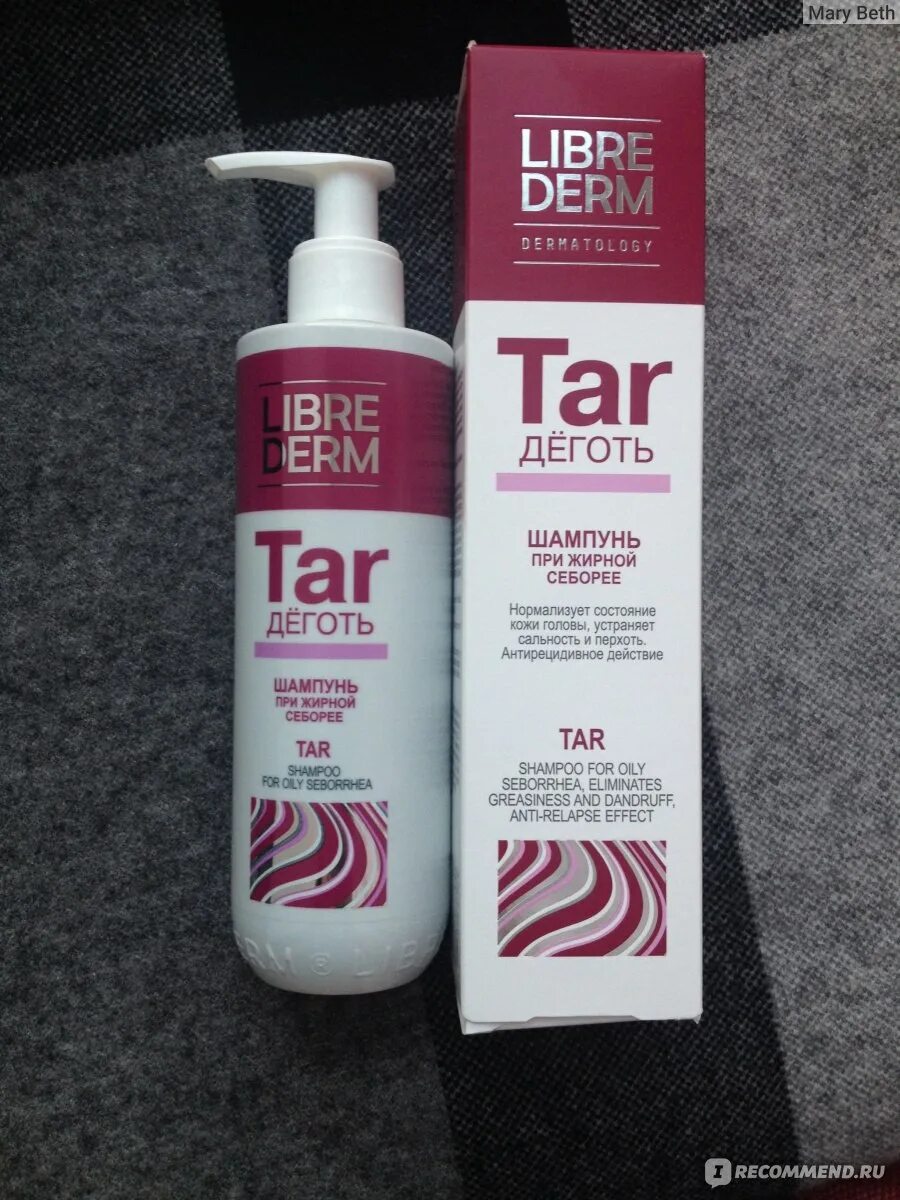 Mary Beth
LIBRE
DERM
DERMATOLOGY
Tar
ДЁГОТЬ
ШАМПУНЬ
ПРИ ЖИРНОЙ
СЕБОРЕЕ
Нормализует состояние
кожи головы, устраняет
сальность и перхоть.
Антирецидивное действие
TAR
SHAMPOO FOR OILY
SEBORRHEA, ELIMINATES
GREASINESS AND DANDRUFF,
ANTI-RELAPSE EFFECT
LIBRE
DERM
Tar
ДЁГОТЬ
ШАМПУНЬ
ПРИ ЖИРНОЙ
СЕБОРЕЕ
TAR
SHAMPOO
FOR OILY SEBORRHEA
ERM ® LIBR
I RECOMMEND.RU